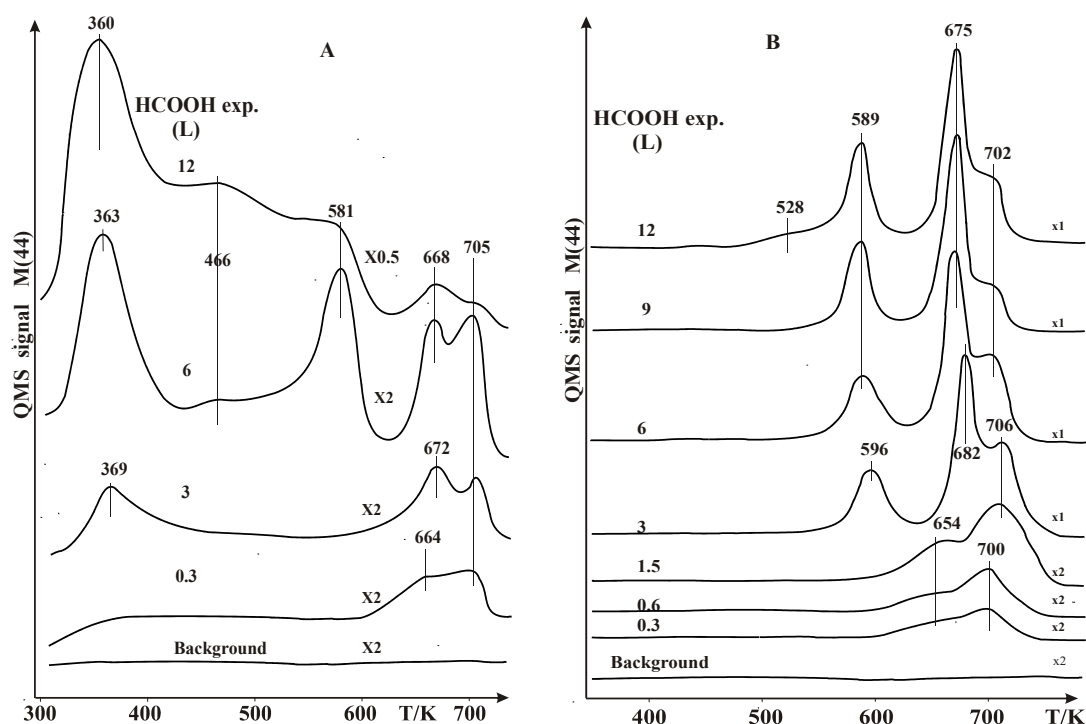 A
360
HCOOH exp.
(L)
12
363
581
X0.5
466
668
705
6
X2
369
3
672
X2
664
0.3
X2
Background
X2
QMS signal M(44)
300
400
500
600
T/K
700
B
675
HCOOH exp.
(L)
589
702
528
12
x1
9
x1
6
x1
706
596
682
3
x1
654
1.5
700
x2
0.6
x2
0.3
x2
Background
x2
QMS signal M(44)
400
500
600
700
T/K